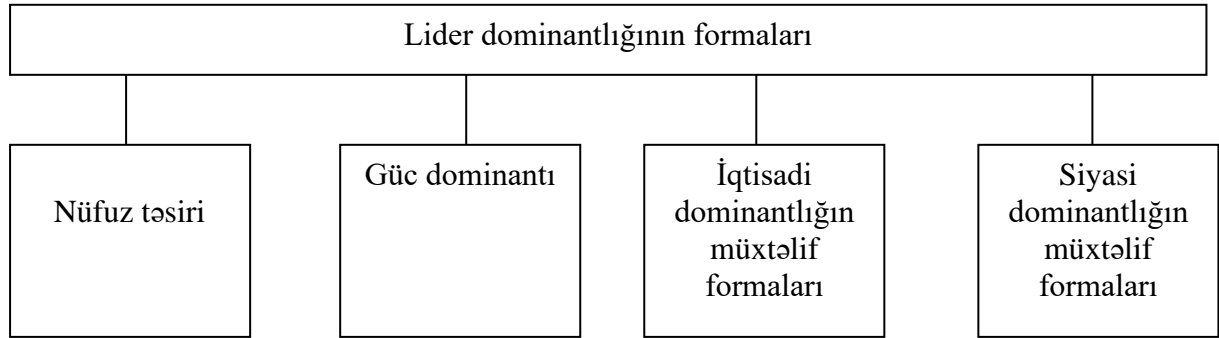 Lider dominantlığının formaları
Nüfuz təsiri
Güc dominantı
İqtisadi
dominantlığın
müxtəlif
formaları
Siyasi
dominantlığın
müxtəlif
formaları